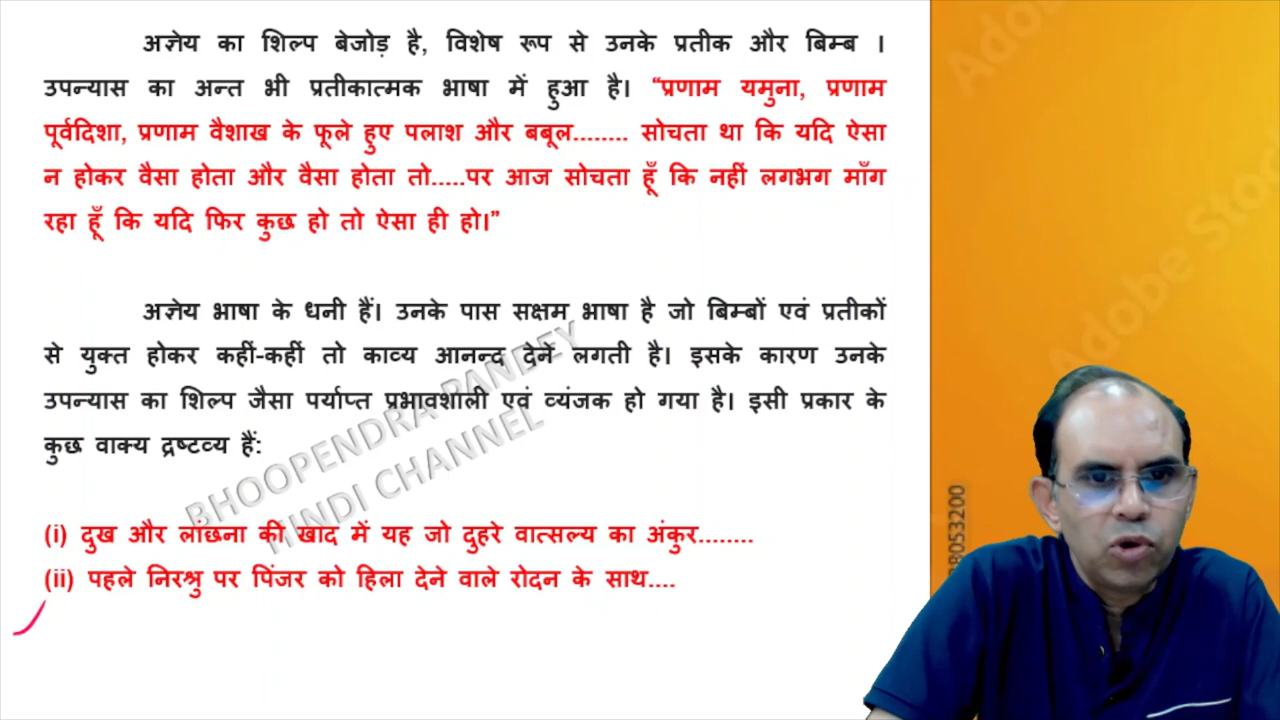 अज्ञेय का शिल्प बेजोड़ है, विशेष रूप से उनके प्रतीक और बिम्ब ।
उपन्यास का अन्त भी प्रतीकात्मक भाषा में हुआ है। “प्रणाम यमुना, प्रणाम
पूर्वदिशा, प्रणाम वैशाख के फूले हुए पलाश और बबूल........ सोचता था कि यदि ऐसा
न होकर वैसा होता और वैसा होता तो.....पर आज सोचता हूँ कि नहीं लगभग माँग
रहा हूँ कि यदि फिर कुछ हो तो ऐसा ही हो।”
अज्ञेय भाषा के धनी हैं। उनके पास सक्षम भाषा है जो बिम्बों एवं प्रतीकों
से युक्त होकर कहीं-कहीं तो काव्य आनन्द देने लगती है। इसके कारण उनके
उपन्यास का शिल्प जैसा पर्याप्त प्रभावशाली एवं व्यंजक हो गया है। इसी प्रकार के
कुछ वाक्य द्रष्टव्य हैं:
(i) दुख और लांछना की खाद में यह जो दुहरे वात्सल्य का अंकुर........
(ii) पहले निरश्रु पर पिंजर को हिला देने वाले रोदन के साथ....
BHOOPENDRA PANDEY
HINDI CHANNEL
Adobe Stock